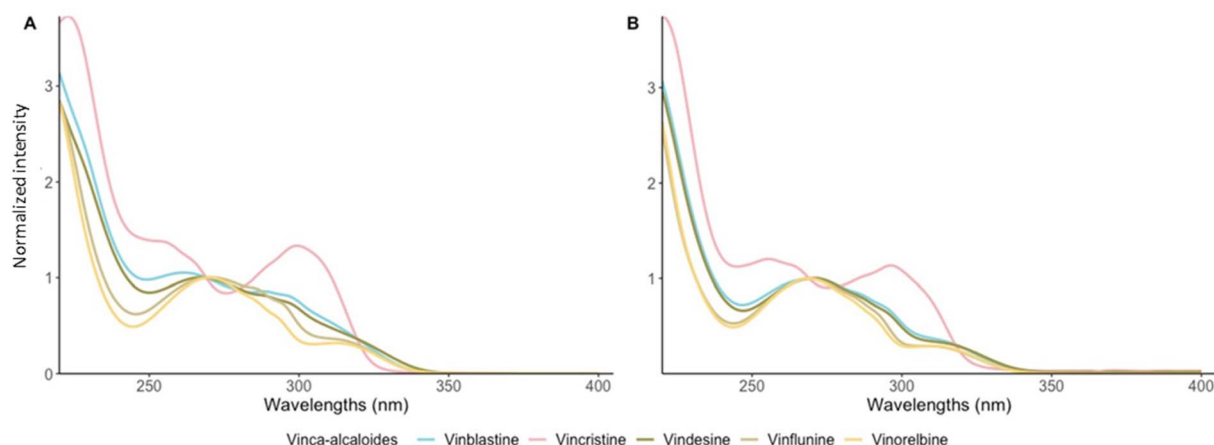 A
B
Normalized intensity
3
2
1
0
250
300
350
400
Wavelengths (nm)
3
2
1
250
300
350
400
Wavelengths (nm)
Vinca-alcaloides Vinblastine Vincristine Vindesine Vinflunine Vinorelbine